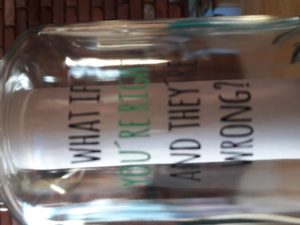 WHAT IF
YOU'RE RIGHT
AND THEY'RE
WRONG?